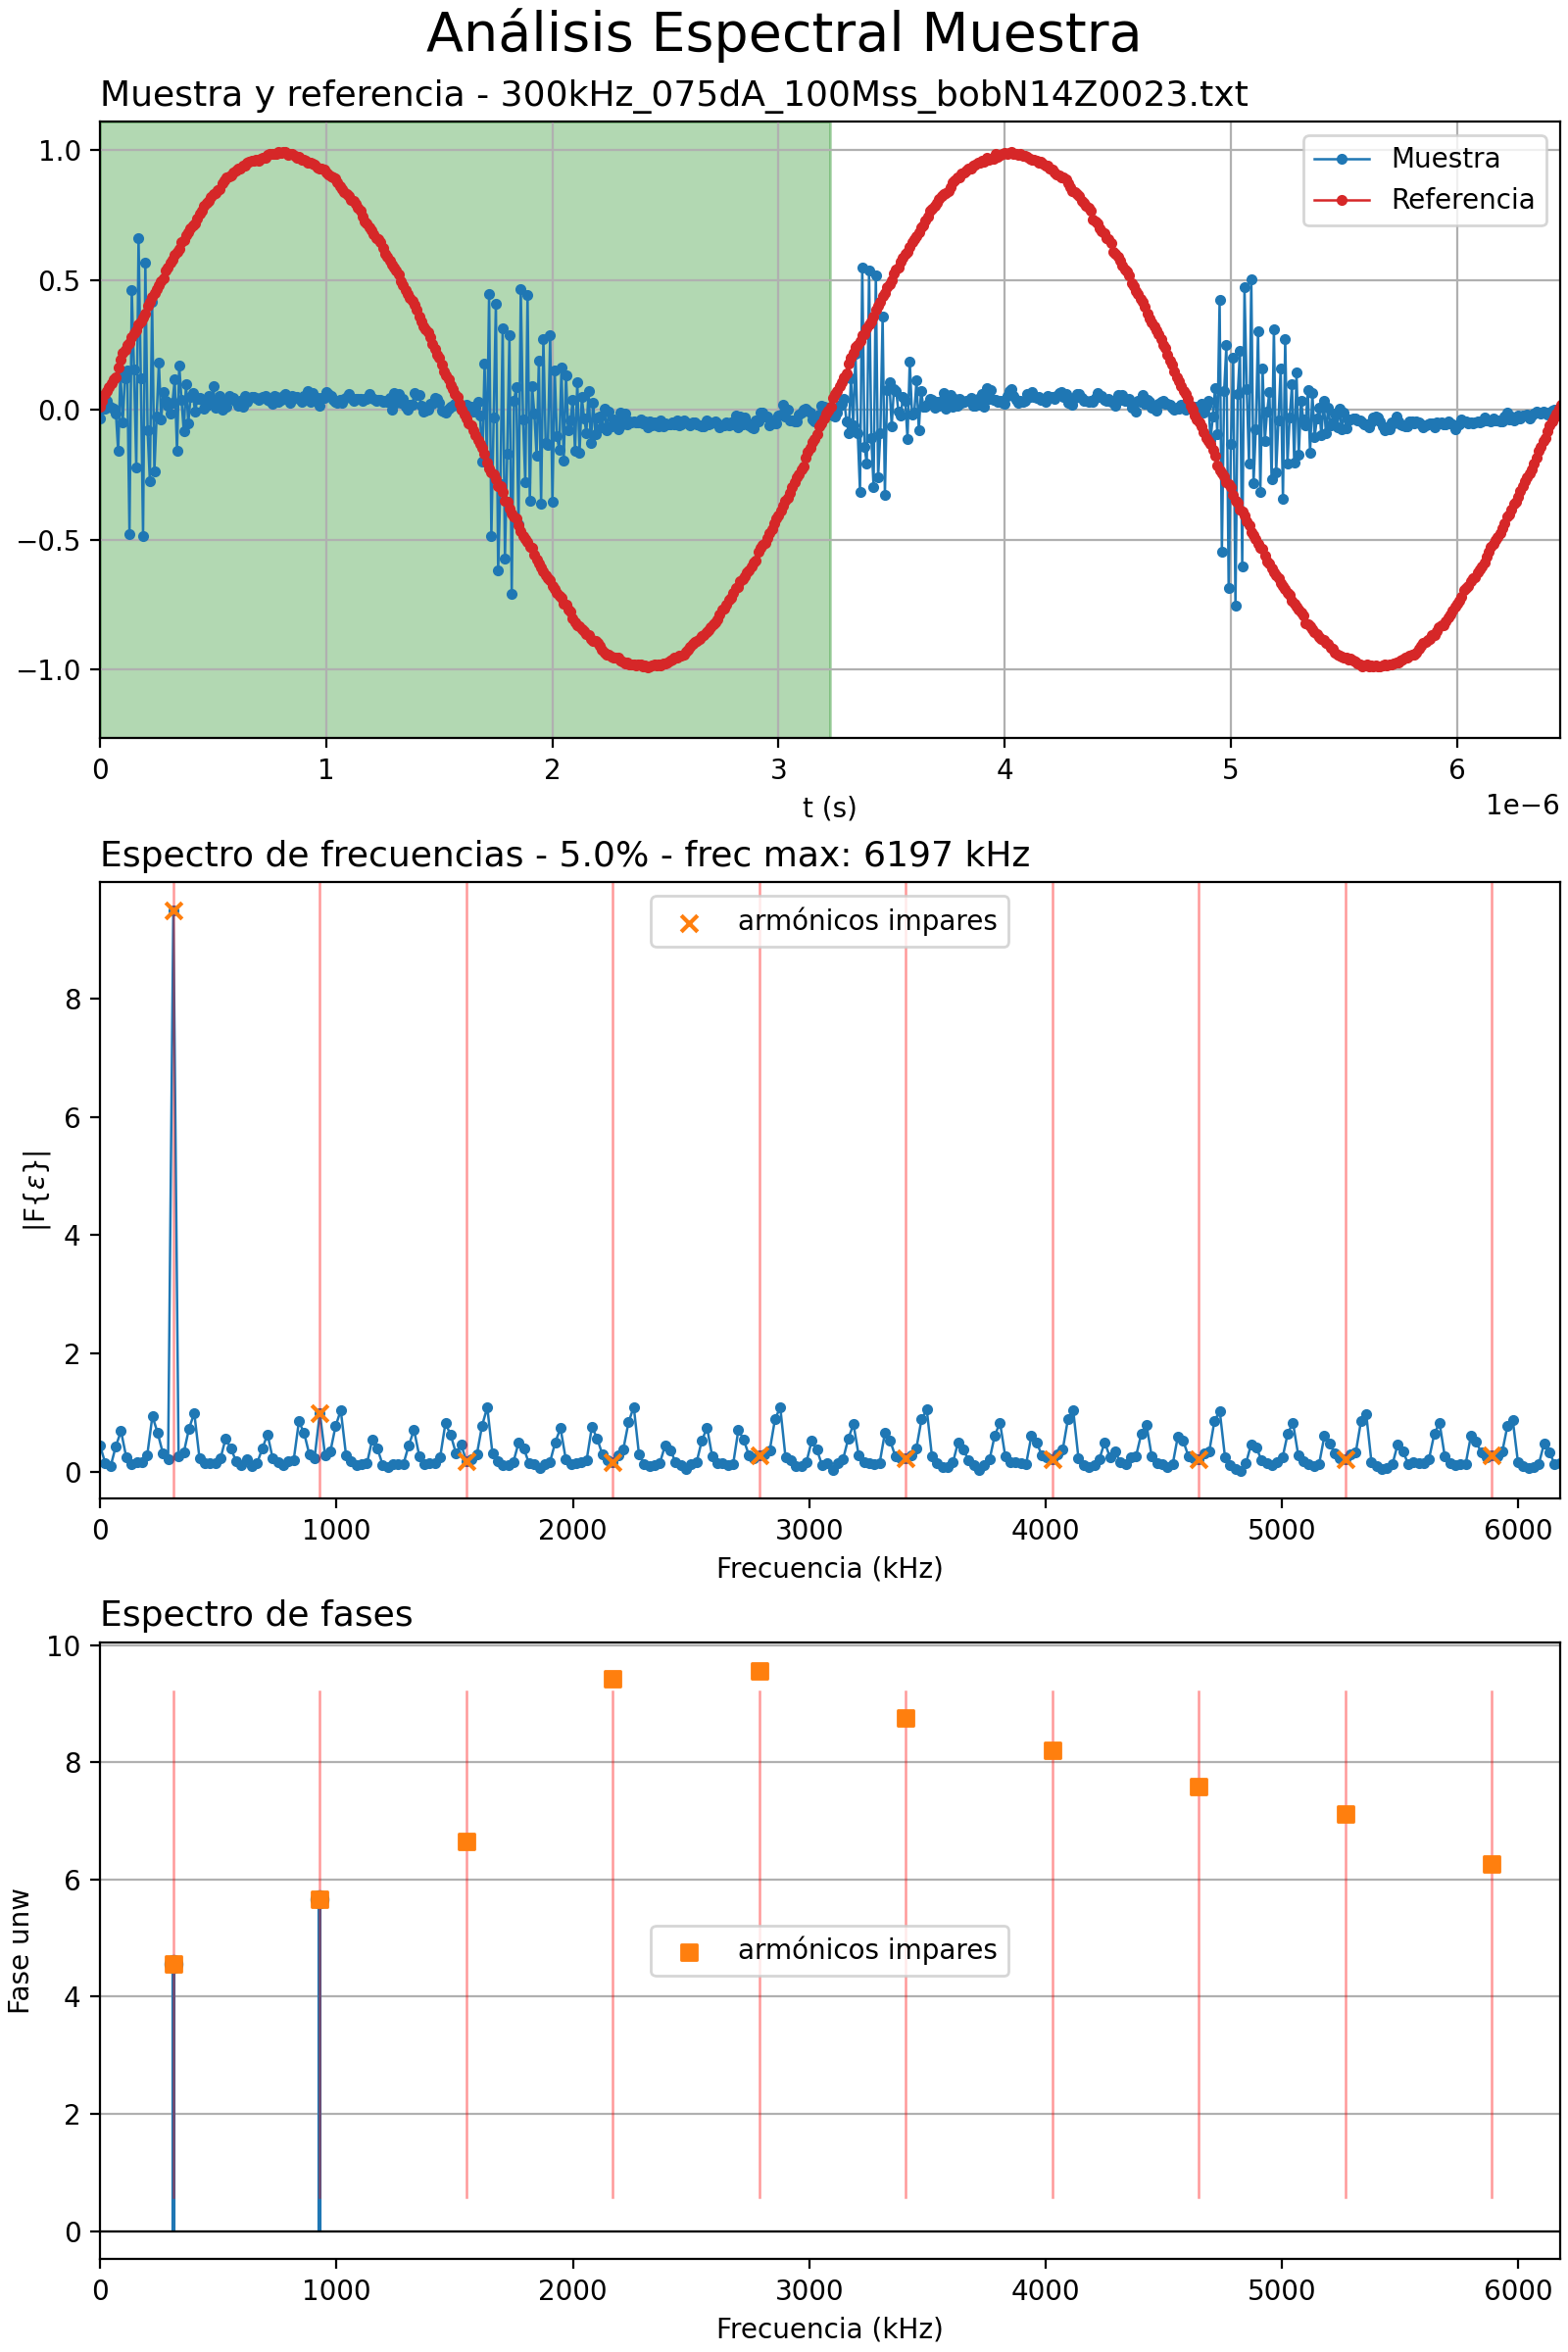 Análisis Espectral Muestra
Muestra y referencia - 300kHz_075dA_100Mss_bobN14Z0023.txt
1.0
0.5
0.0
−0.5
−1.0
Muestra
Referencia
0 1 2 3 4 5 6
1e−6
t (s)
Espectro de frecuencias - 5.0% - frec max: 6197 kHz
armónicos impares
8
6
4
2
0
|F{ε}|
0 1000 2000 3000 4000 5000 6000
Frecuencia (kHz)
Espectro de fases
10
8
6
4
2
0
Fase unw
armónicos impares
0 1000 2000 3000 4000 5000 6000
Frecuencia (kHz)